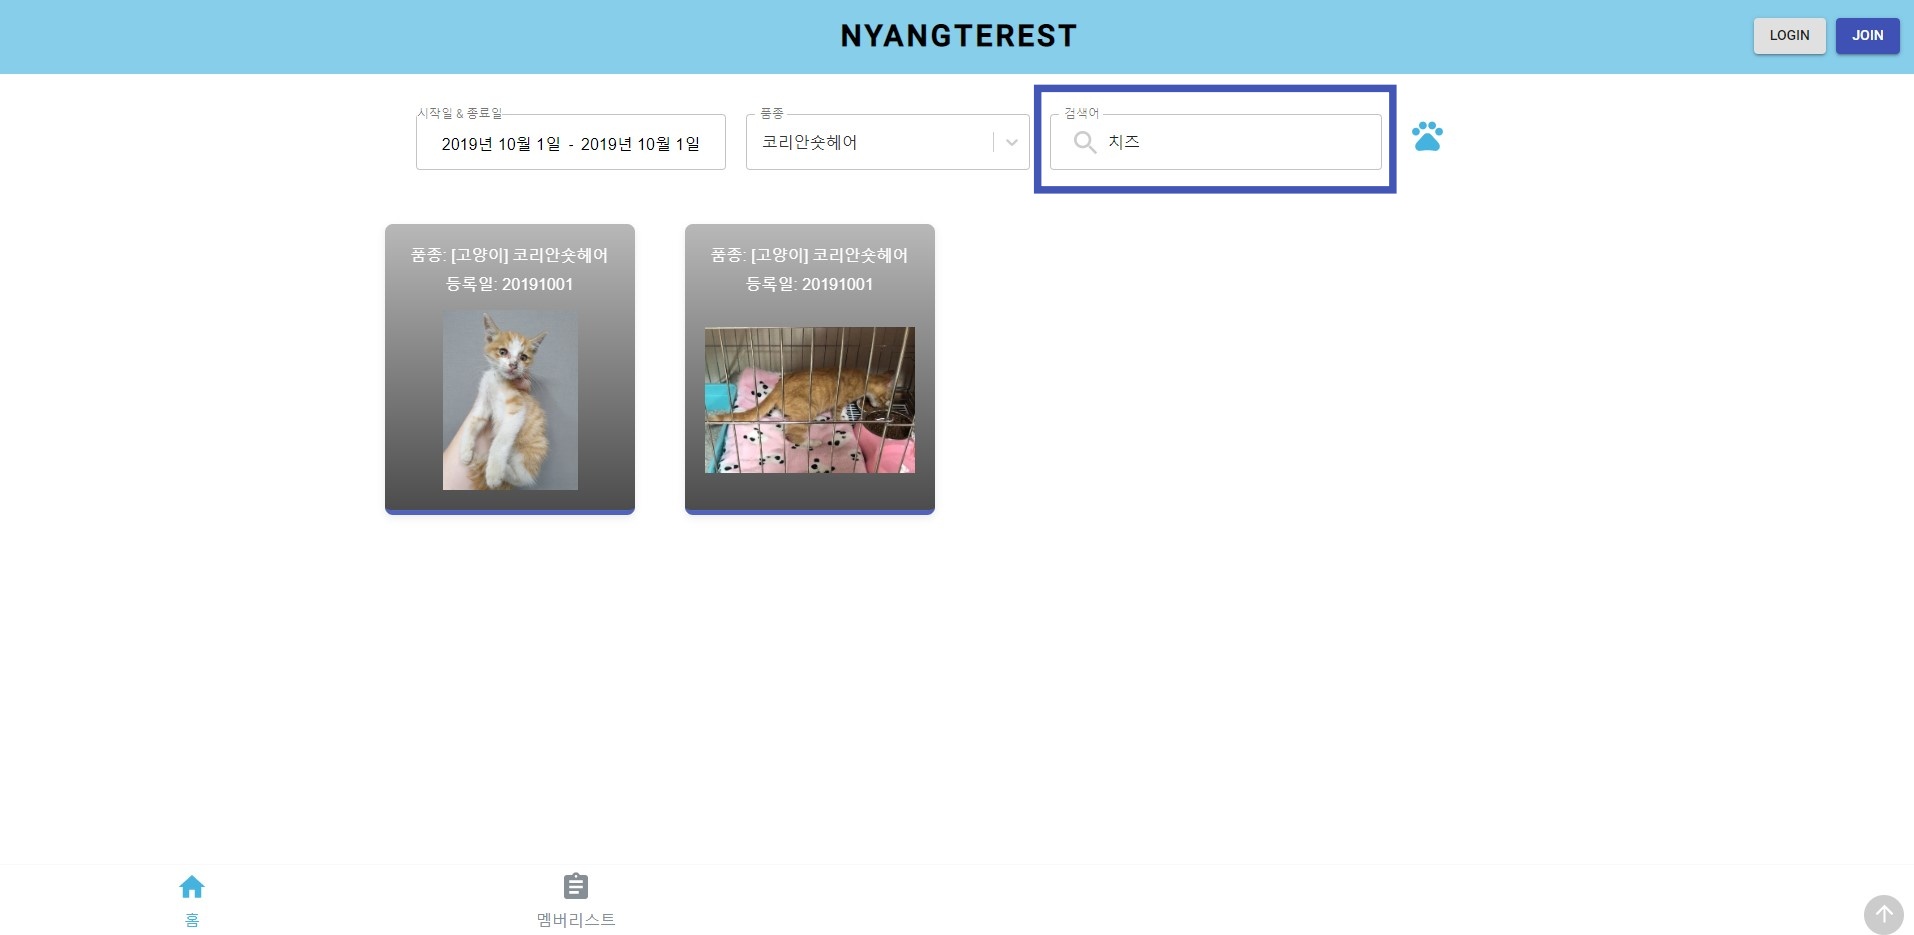 NYANGTEREST
LOGIN
JOIN
시작일 & 종료일
2019년 10월 1일 - 2019년 10월 1일
품종
코리안숏헤어
검색어
치즈
품종: [고양이] 코리안숏헤어
등록일: 20191001
품종: [고양이] 코리안숏헤어
등록일: 20191001
홈
멤버리스트